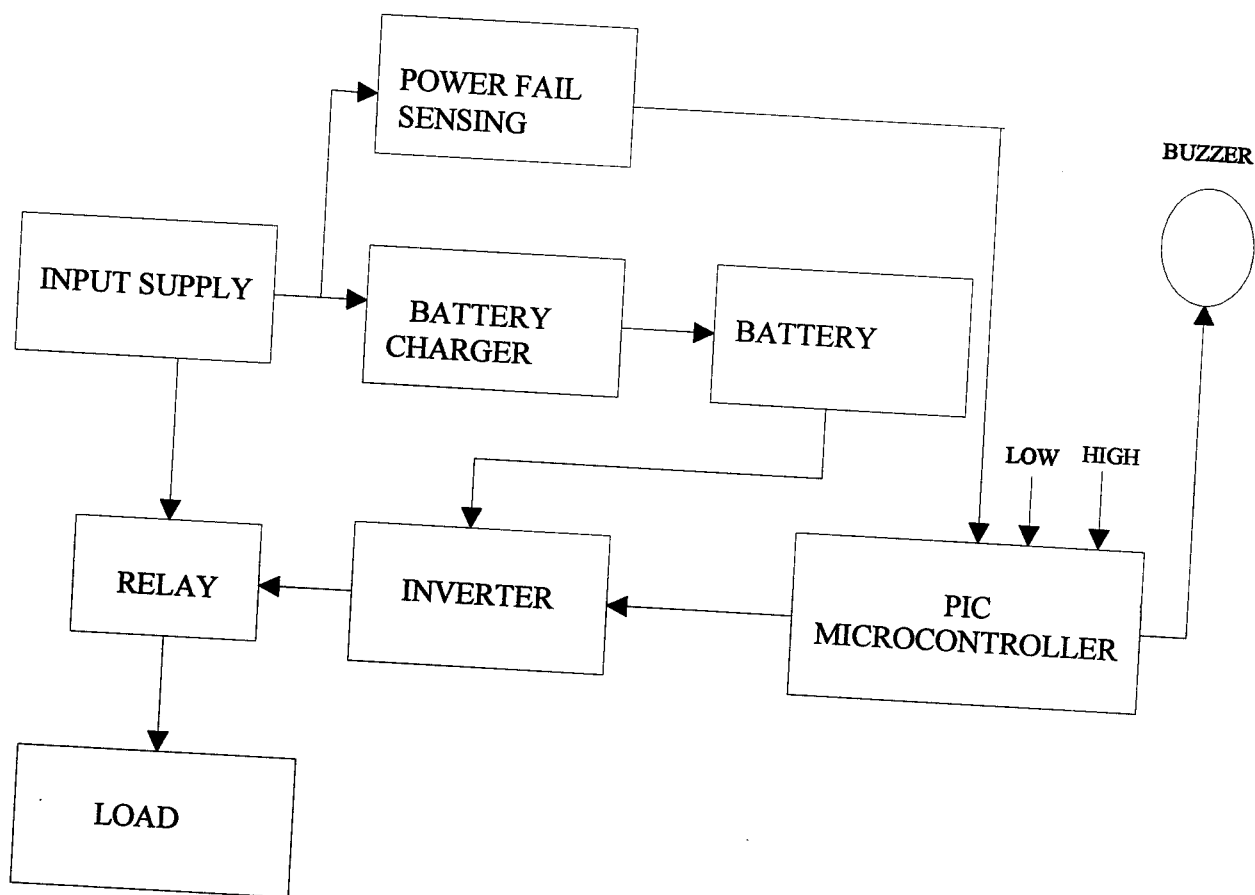 POWER FAIL
SENSING
BUZZER
INPUT SUPPLY
BATTERY
CHARGER
BATTERY
LOW
HIGH
RELAY
INVERTER
PIC
MICROCONTROLLER
LOAD